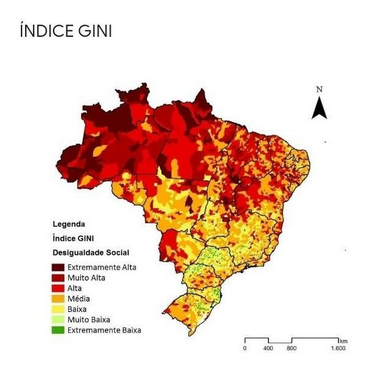 ÍNDICE GINI
N
Legenda
Índice GINI
Desigualdade Social
Extremamente Alta
Muito Alta
Alta
Média
Baixa
Muito Baixa
Extremamente Baixa
km
0 400 800 1.600